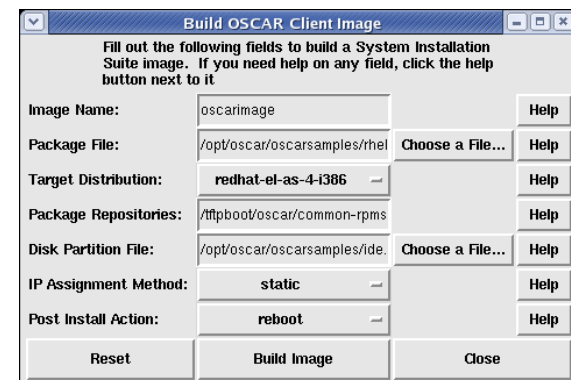 Build OSCAR Client Image
Fill out the following fields to build a System Installation
Suite image. If you need help on any field, click the help
button next to it
Image Name: oscarimage Help
Package File: /opt/oscar/oscarsamples/rhel Choose a File... Help
Target Distribution: redhat-el-as-4-i386 Help
Package Repositories: /tftpboot/oscar/common-rpms Help
Disk Partition File: /opt/oscar/oscarsamples/ide. Choose a File... Help
IP Assignment Method: static Help
Post Install Action: reboot Help
Reset Build Image Close